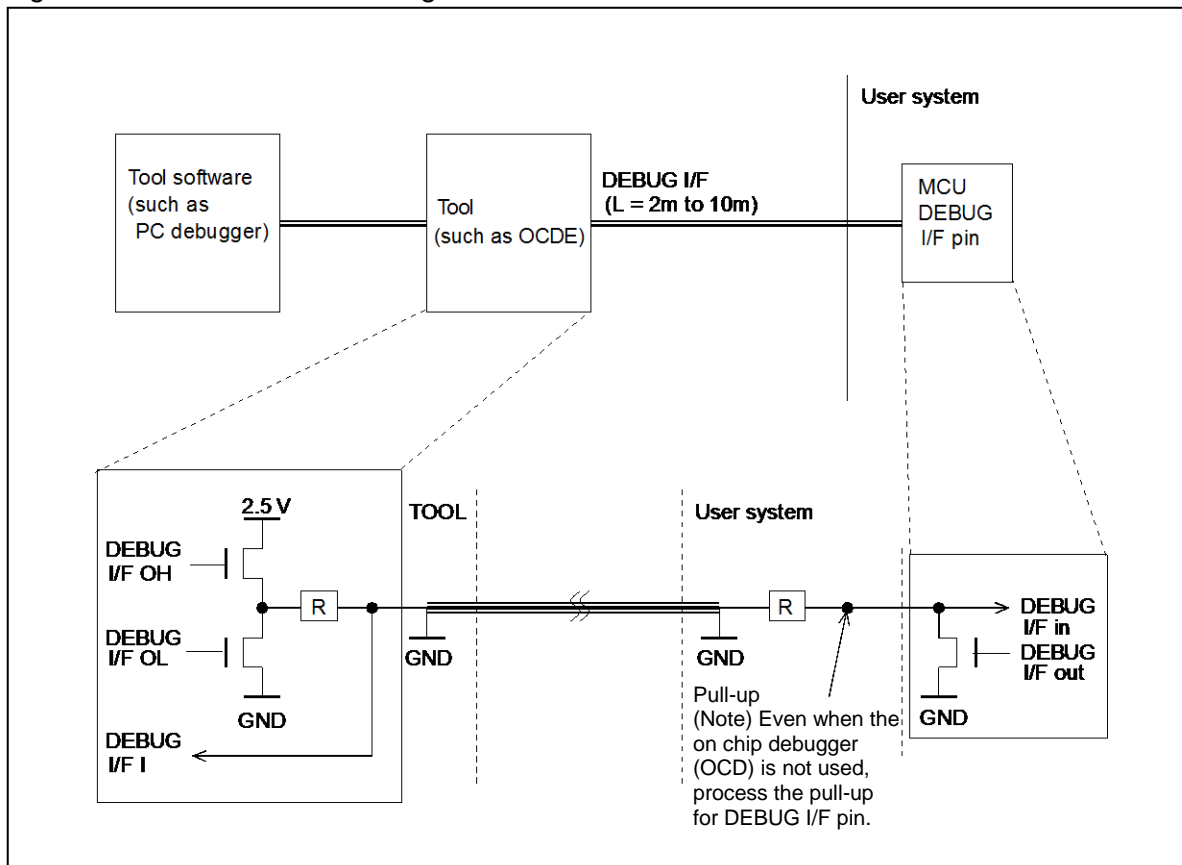 User system
Tool software
(such as
PC debugger)
Tool
(such as OCDE)
DEBUG I/F
(L = 2m to 10m)
MCU
DEBUG
I/F pin
2.5 V
TOOL
User system
DEBUG
I/F OH
R
R
DEBUG
I/F in
DEBUG
I/F OL
GND
GND
DEBUG
I/F out
GND
GND
Pull-up
(Note) Even when the
on chip debugger
(OCD) is not used,
process the pull-up
for DEBUG I/F pin.
DEBUG
I/F I